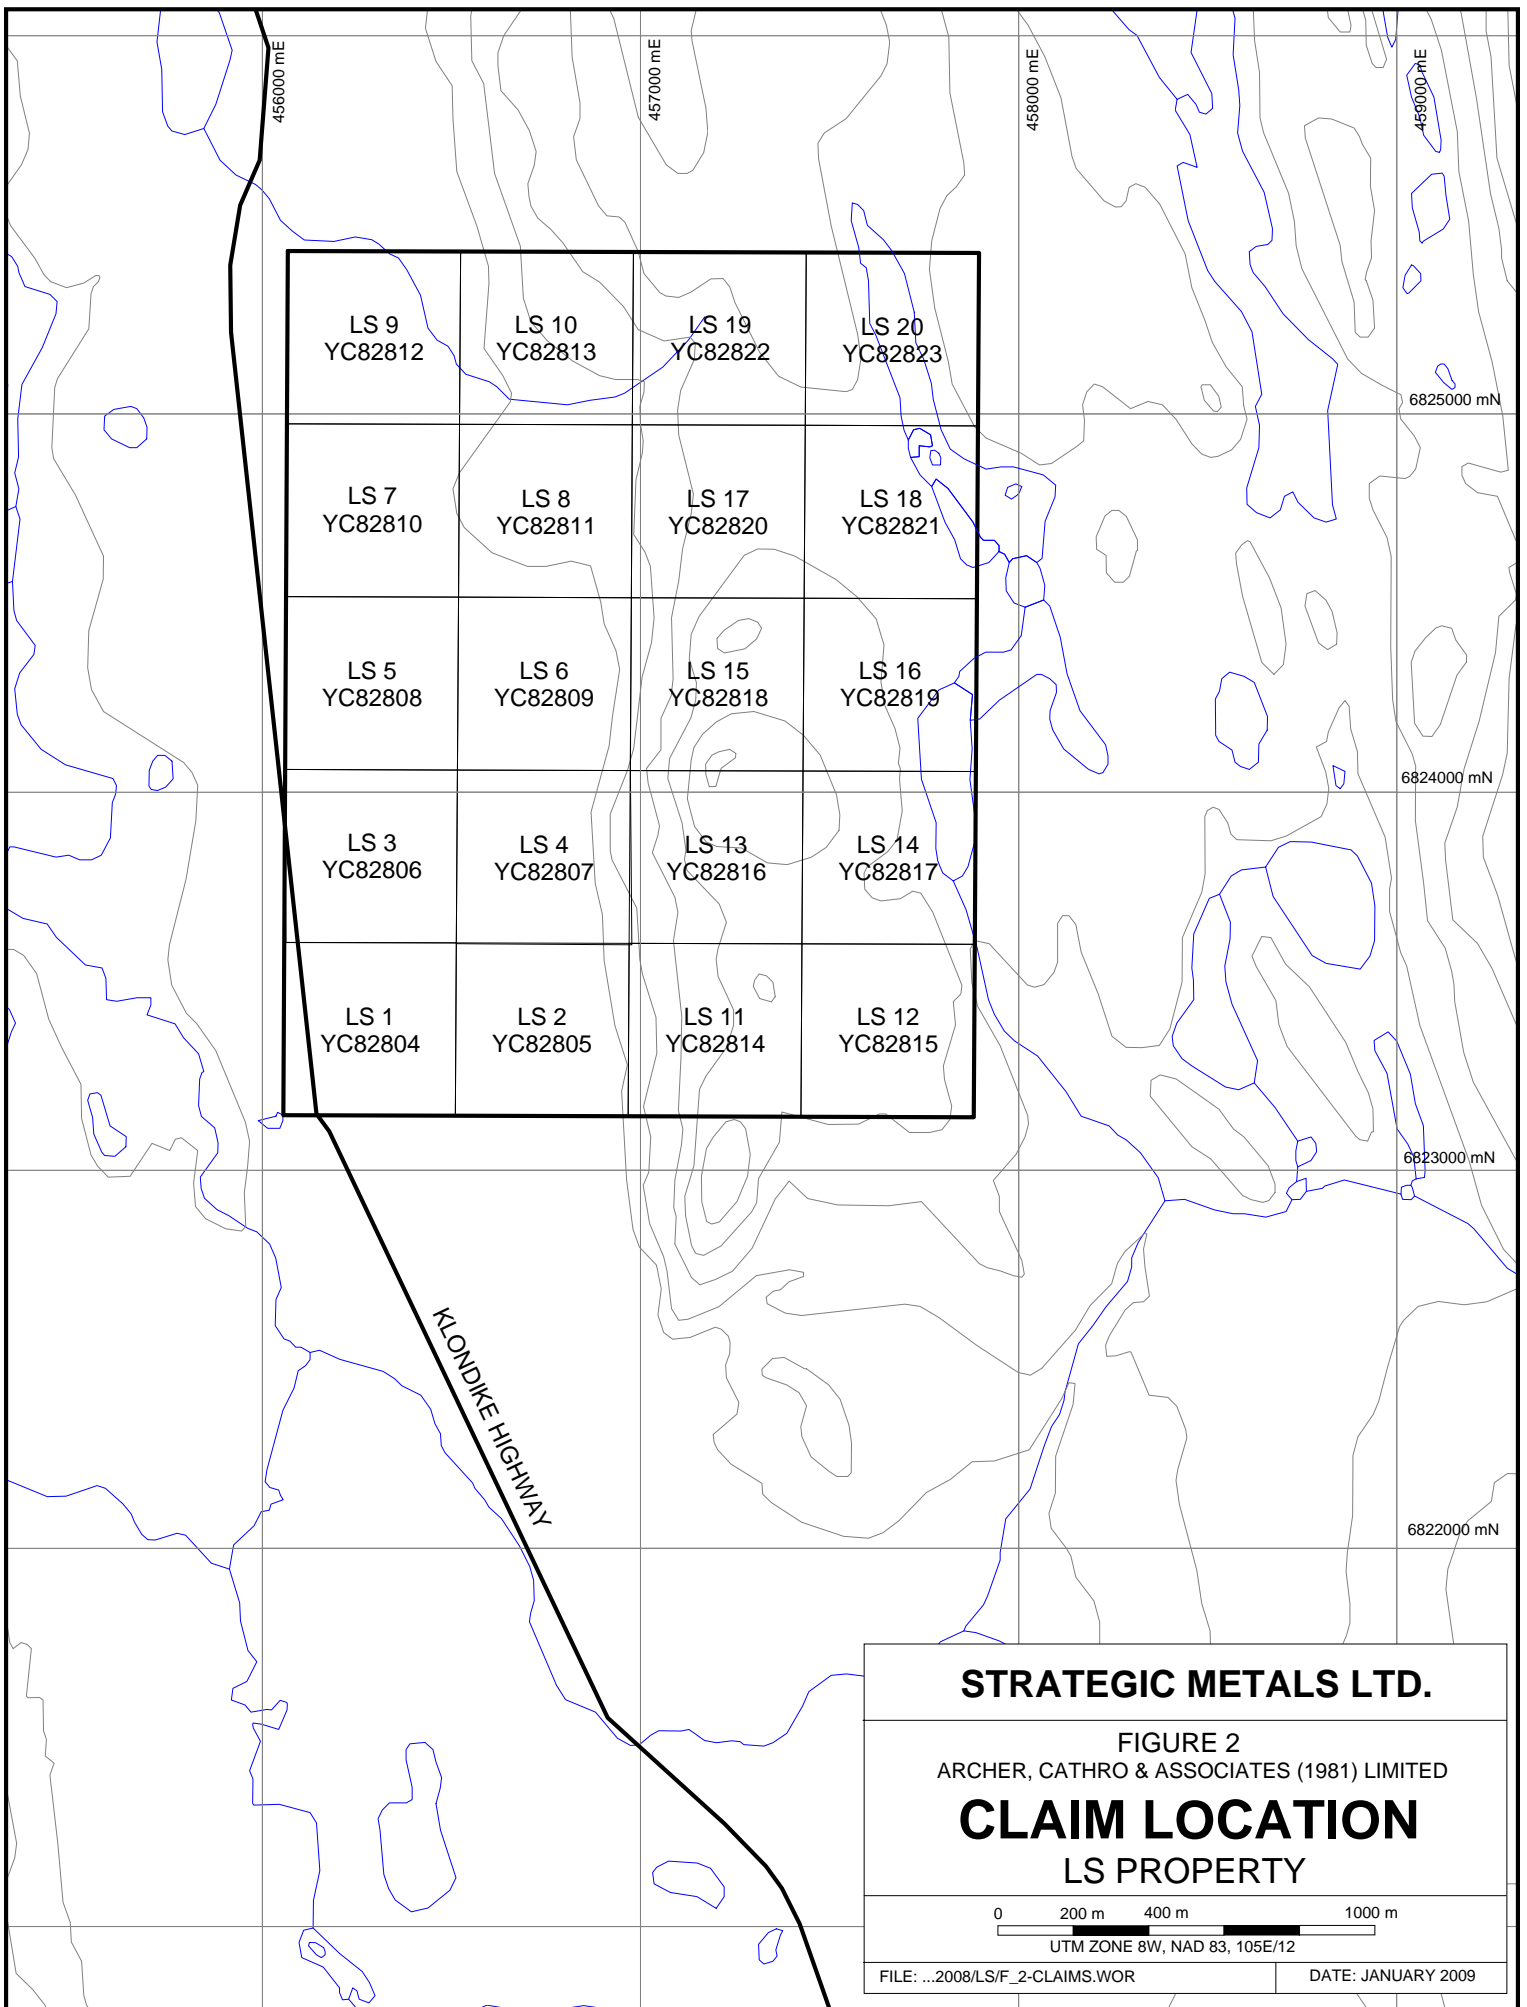 456000 mE
457000 mE
458000 mE
459000 mE
LS 9
YC82812
LS 10
YC82813
LS 19
YC82822
LS 20
YC82823
6825000 mN
LS 7
YC82810
LS 8
YC82811
LS 17
YC82820
LS 18
YC82821
LS 5
YC82808
LS 6
YC82809
LS 15
YC82818
LS 16
YC82819
6824000 mN
LS 3
YC82806
LS 4
YC82807
LS 13
YC82816
LS 14
YC82817
LS 1
YC82804
LS 2
YC82805
LS 11
YC82814
LS 12
YC82815
6823000 mN
KLONDIKE HIGHWAY
6822000 mN
STRATEGIC METALS LTD.
FIGURE 2
ARCHER, CATHRO & ASSOCIATES (1981) LIMITED
CLAIM LOCATION
LS PROPERTY
0 200 m 400 m 1000 m
UTM ZONE 8W, NAD 83, 105E/12
FILE: ...2008/LS/F_2-CLAIMS.WOR
DATE: JANUARY 2009